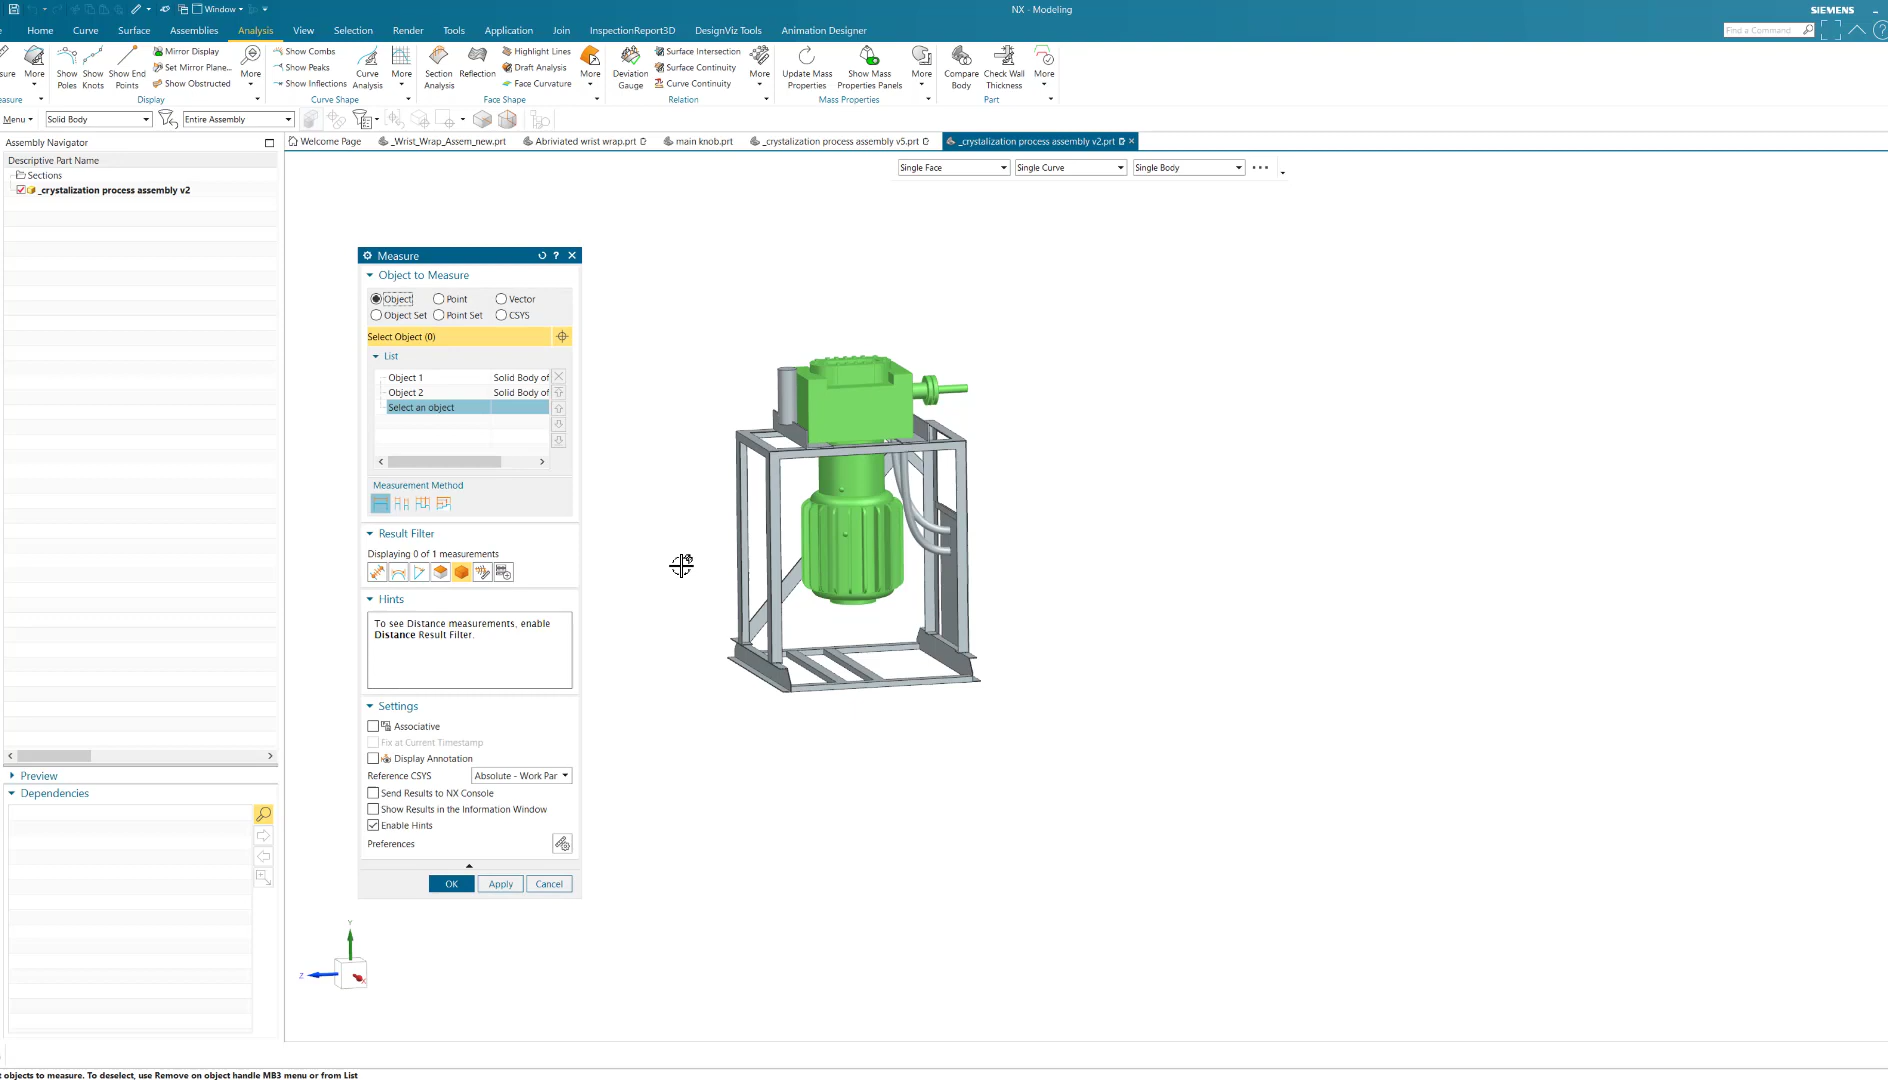 Window
NX - Modeling
SIEMENS
Home
Curve
Surface
Assemblies
Analysis
View
Selection
Render
Tools
Application
Join
InspectionReport3D
DesignViz Tools
Animation Designer
Find a Command
More
Show Poles
Show Knots
Show End Points
Mirror Display
Set Mirror Plane...
Show Obstructed
More
Display
Show Combs
Show Peaks
Show Inflections
Curve Analysis
More
Curve Shape
Section Analysis
Reflection
Highlight Lines
Draft Analysis
Face Curvature
More
Face Shape
Deviation Gauge
Surface Intersection
Surface Continuity
Curve Continuity
More
Relation
Update Mass Properties
Show Mass Properties Panels
More
Mass Properties
Compare Body
Check Wall Thickness
More
Part
Menu
Solid Body
Entire Assembly
Assembly Navigator
Welcome Page
_Wrist_Wrap_Assem_new.prt
Abriviated wrist wrap.prt
main knob.prt
_crystalization process assembly v5.prt
_crystalization process assembly v2.prt
Descriptive Part Name
Sections
_crystalization process assembly v2
Single Face
Single Curve
Single Body
Measure
Object to Measure
Object
Point
Vector
Object Set
Point Set
CSYS
Select Object (0)
List
Object 1
Solid Body of
Object 2
Solid Body of
Select an object
Measurement Method
Result Filter
Displaying 0 of 1 measurements
Hints
To see Distance measurements, enable
Distance Result Filter.
Settings
Associative
Fix at Current Timestamp
Display Annotation
Reference CSYS
Absolute - Work Par
Send Results to NX Console
Show Results in the Information Window
Enable Hints
Preferences
OK
Apply
Cancel
Preview
Dependencies
Y
Z
X
t objects to measure. To deselect, use Remove on object handle MB3 menu or from List